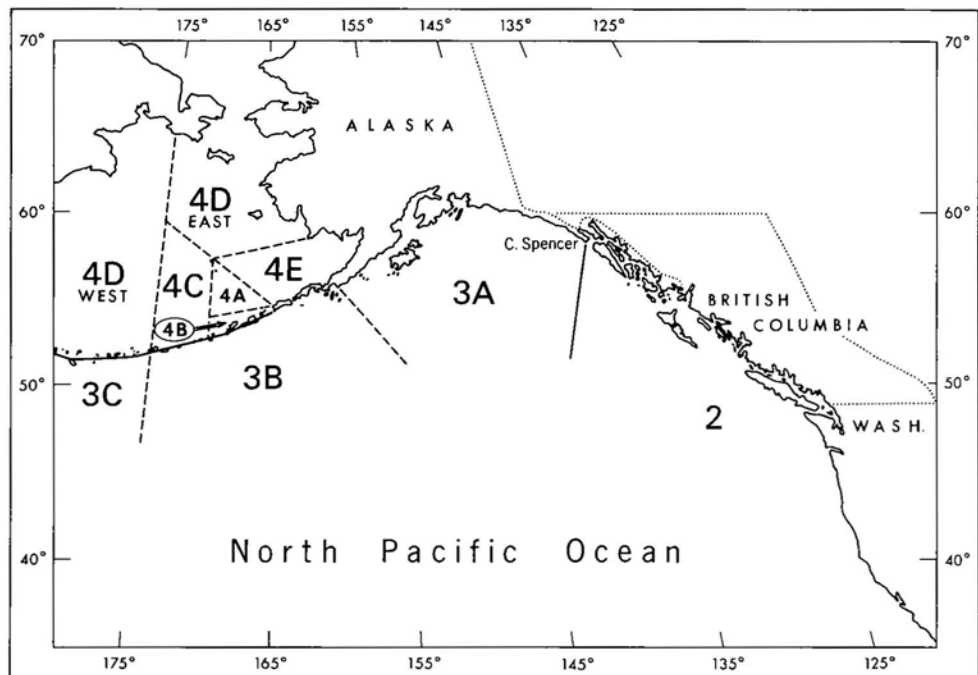 175° 165° 155° 145° 135° 125°
70° 70°
ALASKA
4D
EAST
60° 60°
C. Spencer
4D
WEST
4C
4E
4A
3A
BRITISH
COLUMBIA
4B
3B
50° 50°
3C
2
WASH.
North Pacific Ocean
40° 40°
175° 165° 155° 145° 135° 125°